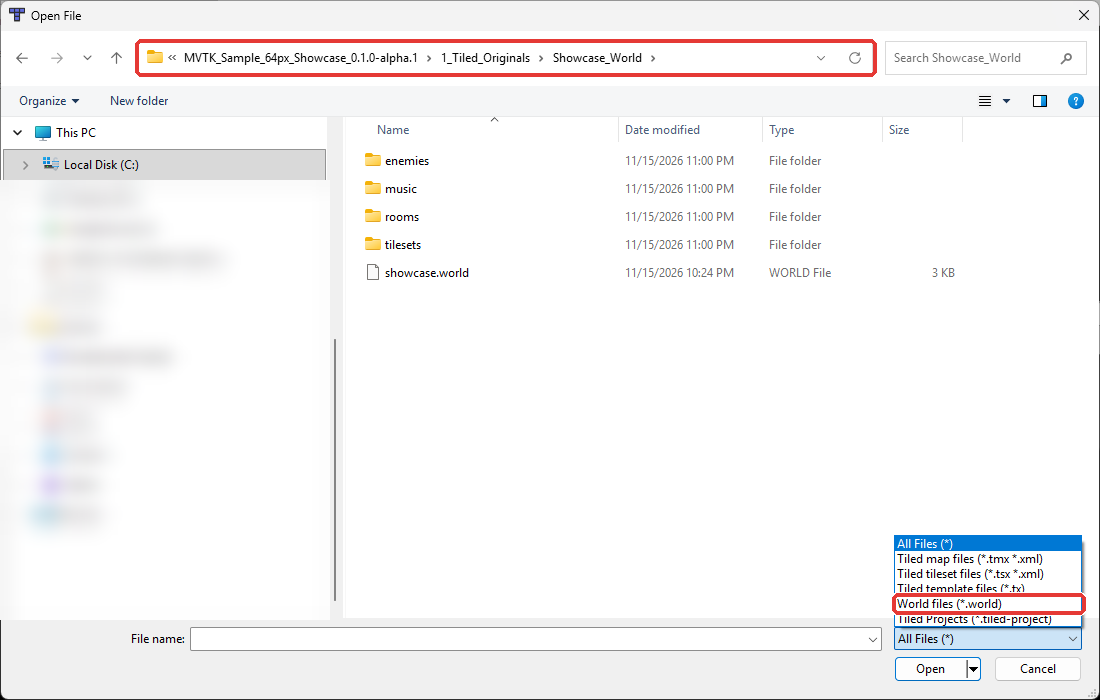 Open File
« MVTK_Sample_64px_Showcase_0.1.0-alpha.1 › 1_Tiled_Originals › Showcase_World ›
Search Showcase_World
Organize New folder
This PC
Local Disk (C:)
Name Date modified Type Size
enemies 11/15/2026 11:00 PM File folder
music 11/15/2026 11:00 PM File folder
rooms 11/15/2026 11:00 PM File folder
tilesets 11/15/2026 11:00 PM File folder
showcase.world 11/15/2026 10:24 PM WORLD File 3 KB
All Files (*)
Tiled map files (*.tmx *.xml)
Tiled tileset files (*.tsx *.xml)
Tiled template files (*.tx)
World files (*.world)
Tiled Projects (*.tiled-project)
File name: All Files (*)
Open Cancel